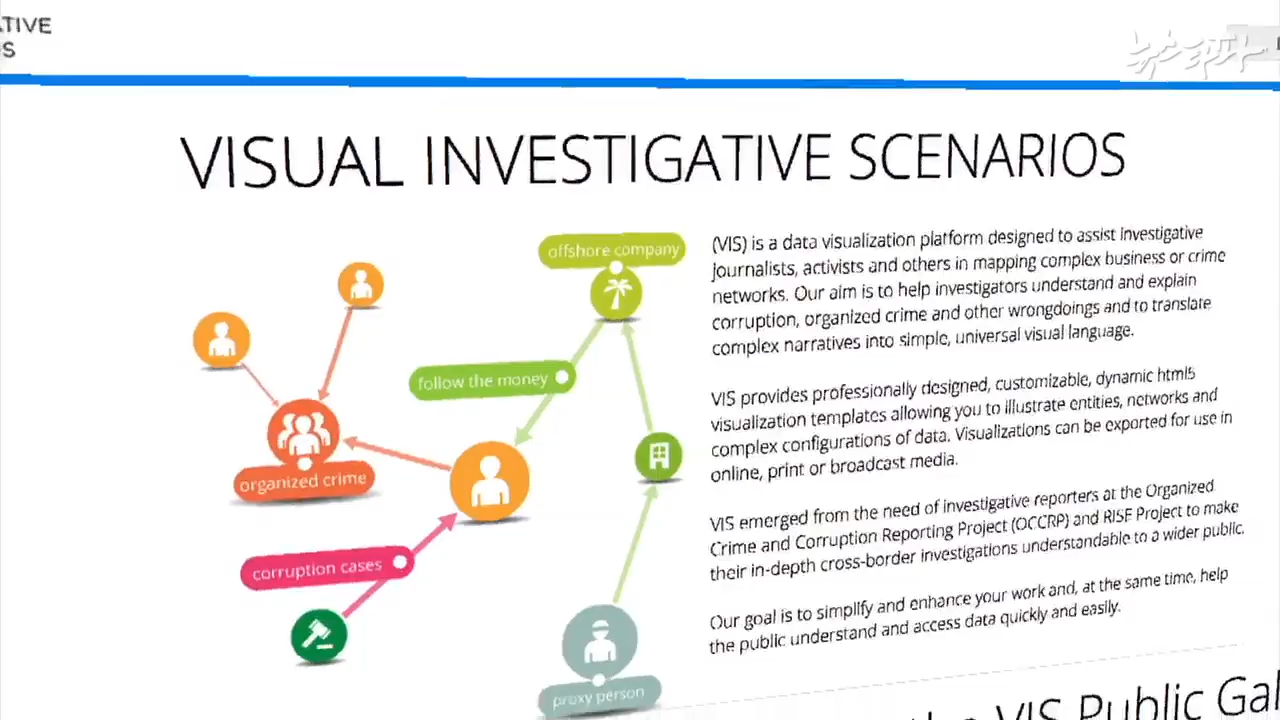 ATIVE
OS
뉴스타파
VISUAL INVESTIGATIVE SCENARIOS
offshore company
follow the money
organized crime
corruption cases
proxy person
(VIS) is a data visualization platform designed to assist investigative
journalists, activists and others in mapping complex business or crime
networks. Our aim is to help investigators understand and explain
corruption, organized crime and other wrongdoings and to translate
complex narratives into simple, universal visual language.
VIS provides professionally designed, customizable, dynamic html5
visualization templates allowing you to illustrate entities, networks and
complex configurations of data. Visualizations can be exported for use in
online, print or broadcast media.
VIS emerged from the need of investigative reporters at the Organized
Crime and Corruption Reporting Project (OCCRP) and RISE Project to make
their in-depth cross-border investigations understandable to a wider public.
Our goal is to simplify and enhance your work and, at the same time, help
the public understand and access data quickly and easily.
the VIS Public Gal